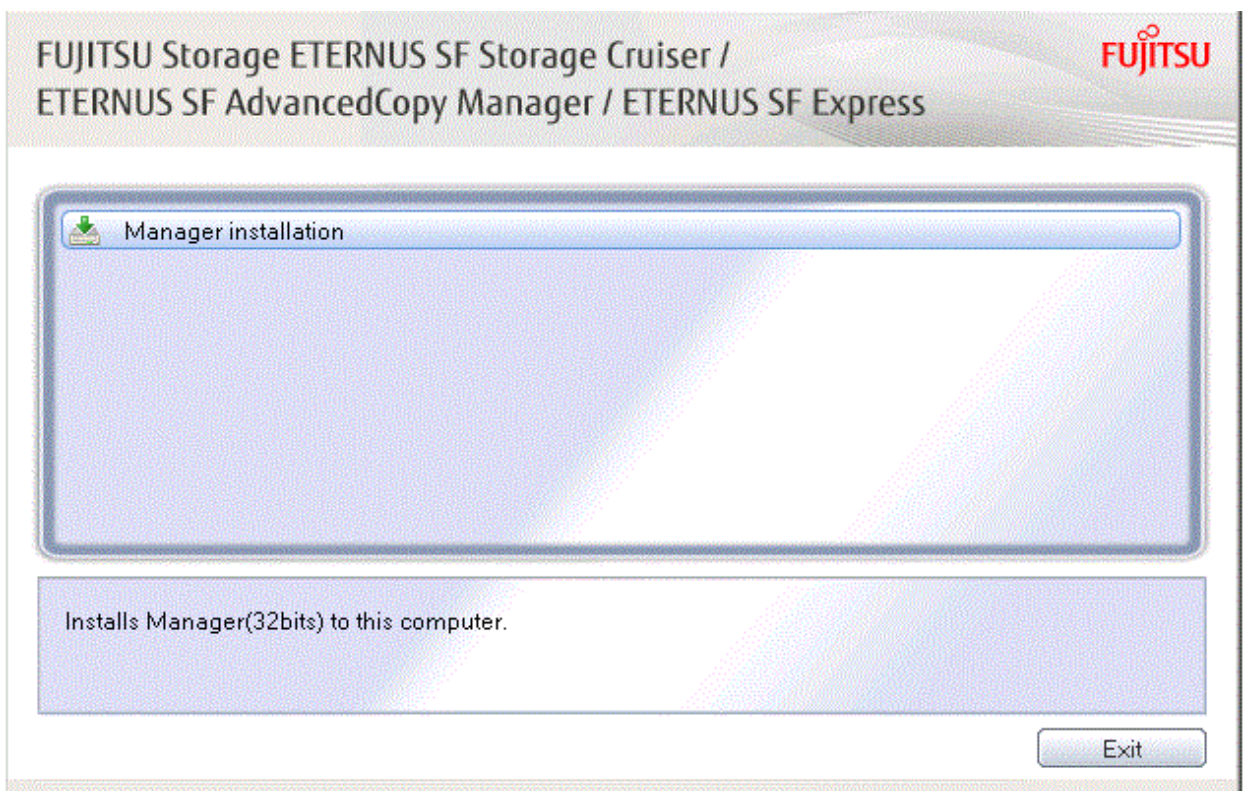 FUJITSU Storage ETERNUS SF Storage Cruiser /
ETERNUS SF AdvancedCopy Manager / ETERNUS SF Express
FUJITSU
Manager installation
Installs Manager(32bits) to this computer.
Exit